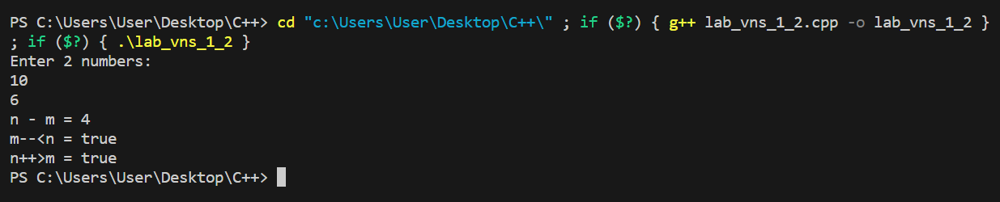 PS C:\Users\User\Desktop\C++> cd "c:\Users\User\Desktop\C++\" ; if ($?) { g++ lab_vns_1_2.cpp -o lab_vns_1_2 }
; if ($?) { .\lab_vns_1_2 }
Enter 2 numbers:
10
6
n - m = 4
m--<n = true
n++>m = true
PS C:\Users\User\Desktop\C++>